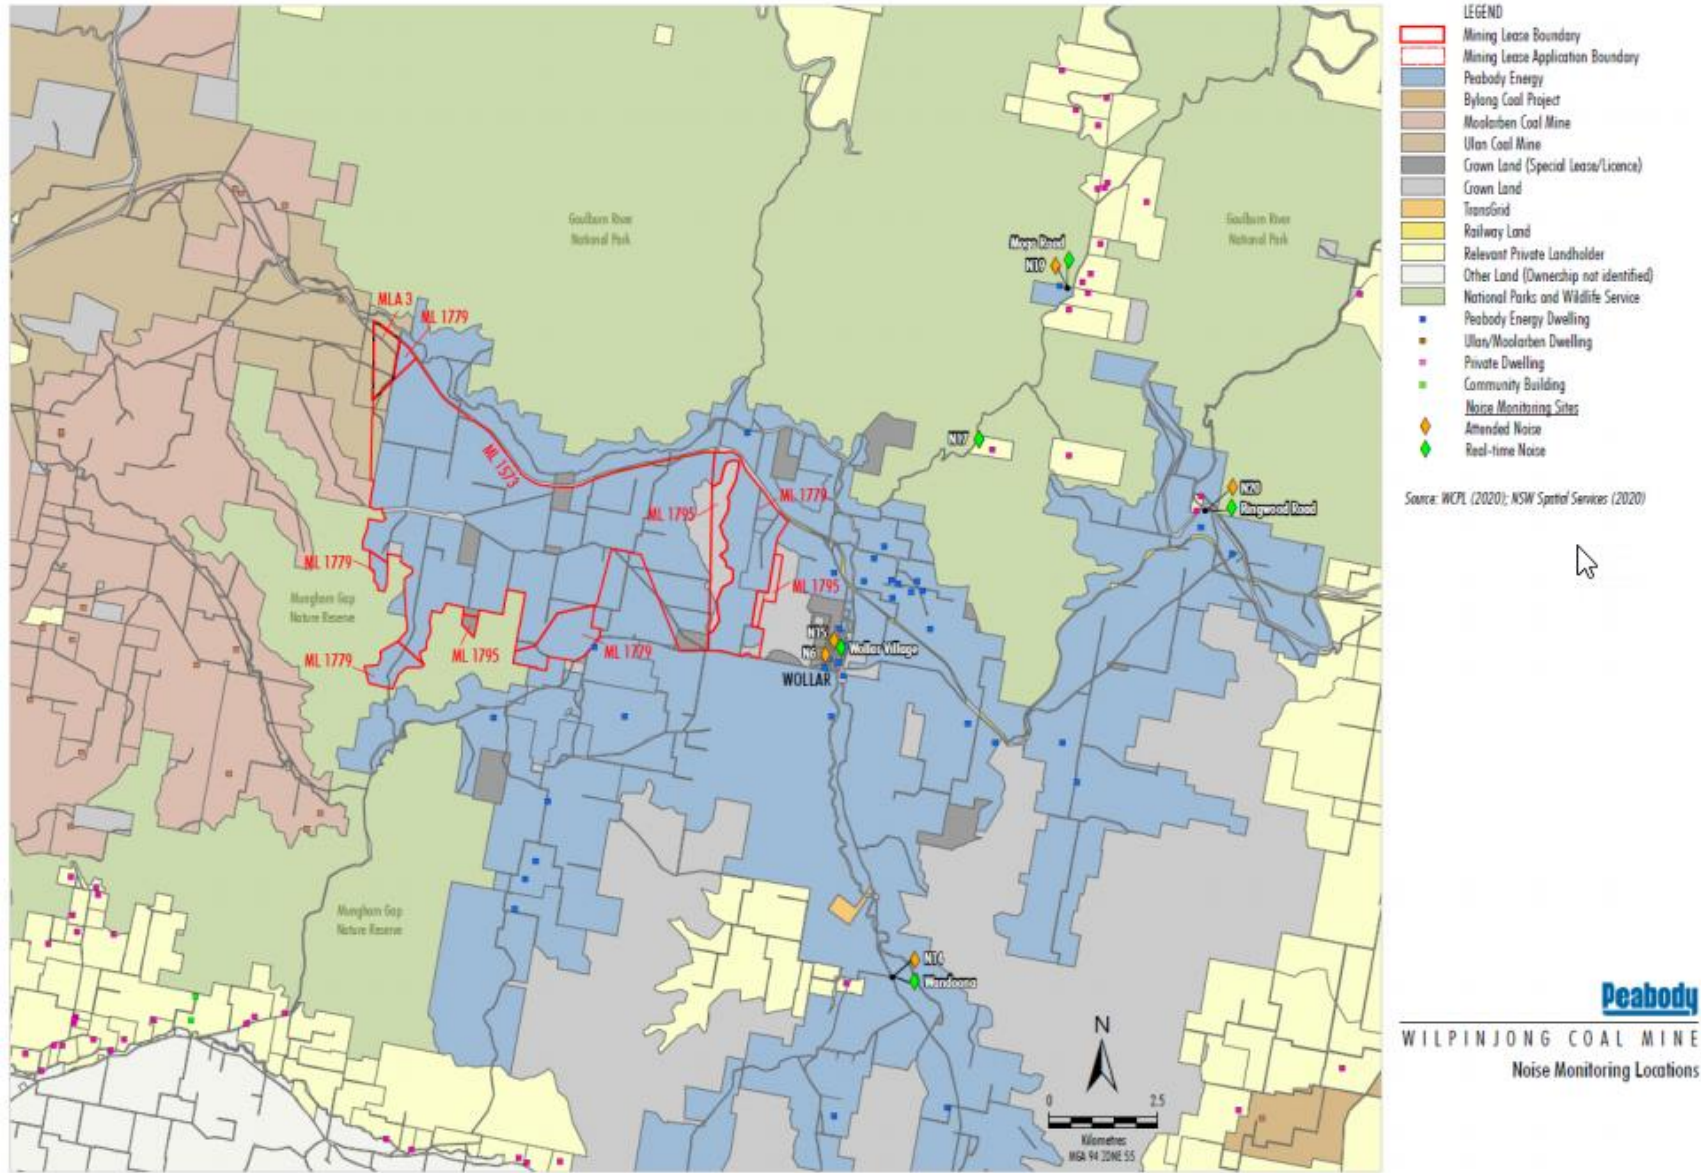 LEGEND
Mining Lease Boundary
Mining Lease Application Boundary
Peabody Energy
Bylong Coal Project
Moolarben Coal Mine
Ulan Coal Mine
Crown Land (Special Lease/Licence)
Crown Land
TransGrid
Railway Land
Relevant Private Landholder
Other Land (Ownership not identified)
National Parks and Wildlife Service
Peabody Energy Dwelling
Ulan/Moolarben Dwelling
Private Dwelling
Community Building
Noise Monitoring Sites
Attended Noise
Real-time Noise
Source: WCPL (2020); NSW Spatial Services (2020)
Goulburn River
National Park
Goulburn River
National Park
Mogo Road
N19
MLA 3
ML 1779
N17
ML 1573
ML 1779
ML 1795
N20
Ringwood Road
ML 1779
ML 1795
Munghorn Gap
Nature Reserve
N15
Wollar Village
N6
ML 1779
ML 1795
ML 1779
WOLLAR
Munghorn Gap
Nature Reserve
N14
Wandoona
N
0 2.5
Kilometres
MGA 94 ZONE 55
Peabody
WILPINJONG COAL MINE
Noise Monitoring Locations